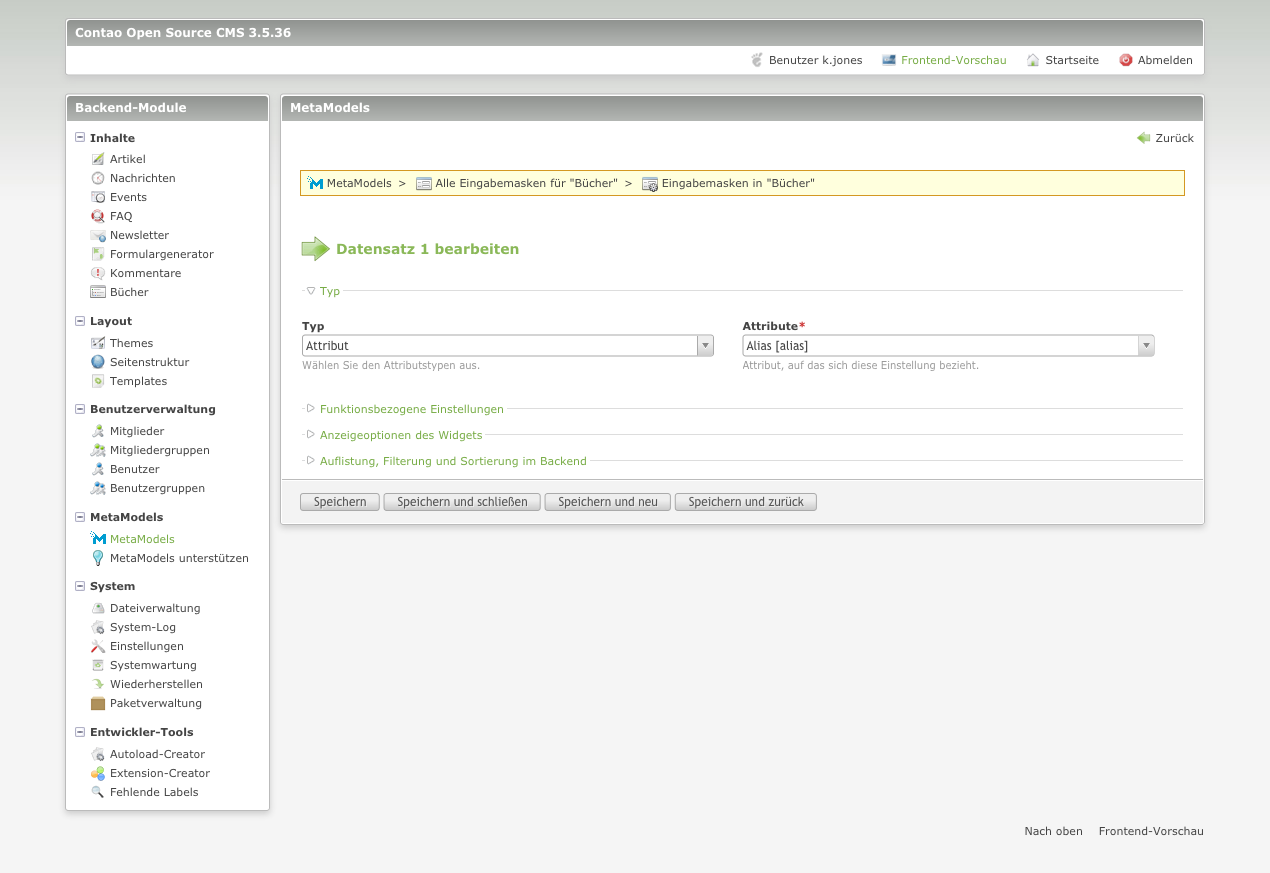 Contao Open Source CMS 3.5.36
Benutzer k.jones Frontend-Vorschau Startseite Abmelden
Backend-Module
Inhalte
Artikel
Nachrichten
Events
FAQ
Newsletter
Formulargenerator
Kommentare
Bücher
Layout
Themes
Seitenstruktur
Templates
Benutzerverwaltung
Mitglieder
Mitgliedergruppen
Benutzer
Benutzergruppen
MetaModels
MetaModels
MetaModels unterstützen
System
Dateiverwaltung
System-Log
Einstellungen
Systemwartung
Wiederherstellen
Paketverwaltung
Entwickler-Tools
Autoload-Creator
Extension-Creator
Fehlende Labels
MetaModels
Zurück
MetaModels > Alle Eingabemasken für "Bücher" > Eingabemasken in "Bücher"
Datensatz 1 bearbeiten
Typ
Typ Attribute*
Attribut Alias [alias]
Wählen Sie den Attributstypen aus. Attribut, auf das sich diese Einstellung bezieht.
Funktionsbezogene Einstellungen
Anzeigeoptionen des Widgets
Auflistung, Filterung und Sortierung im Backend
Speichern Speichern und schließen Speichern und neu Speichern und zurück
Nach oben Frontend-Vorschau